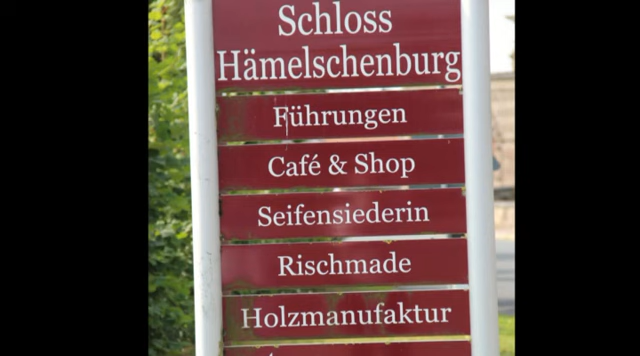 Schloss
Hämelschenburg
Führungen
Café & Shop
Seifensiederin
Rischmade
Holzmanufaktur